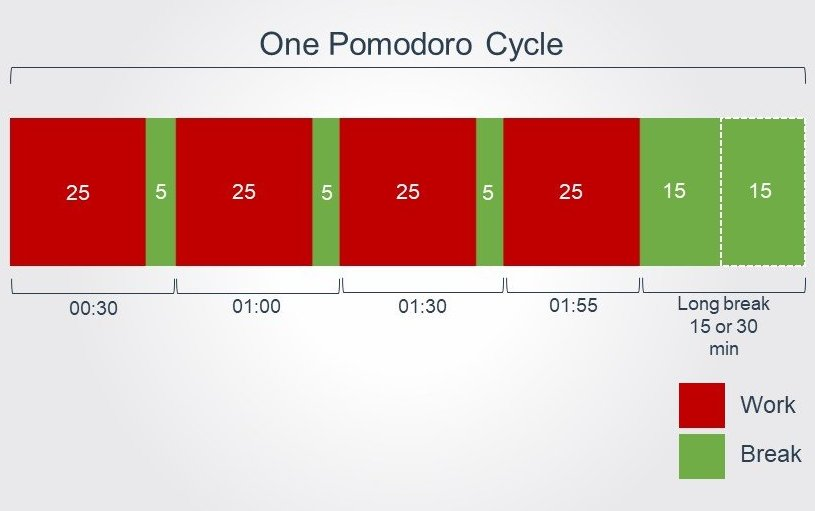 One Pomodoro Cycle
25 5 25 5 25 5 25 15 15
00:30 01:00 01:30 01:55 Long break
15 or 30
min
Work
Break